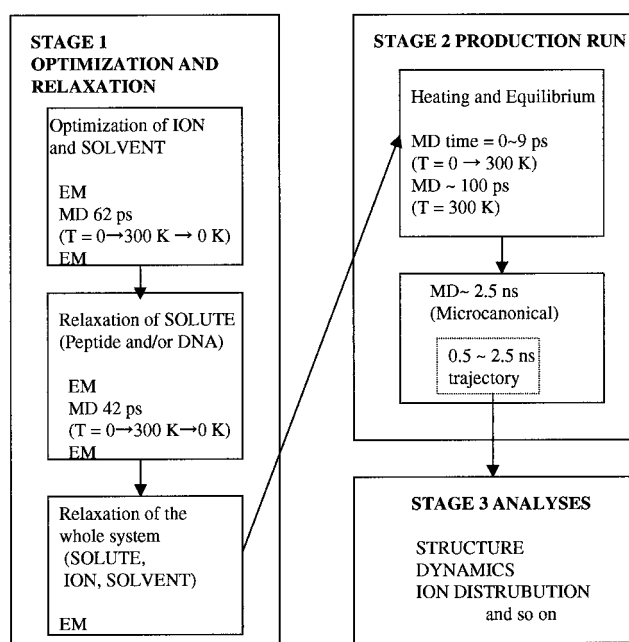 STAGE 1
OPTIMIZATION AND
RELAXATION
Optimization of ION
and SOLVENT
EM
MD 62 ps
(T = 0→300 K → 0 K)
EM
Relaxation of SOLUTE
(Peptide and/or DNA)
EM
MD 42 ps
(T = 0→300 K→0 K)
EM
Relaxation of the
whole system
(SOLUTE,
ION, SOLVENT)
EM
STAGE 2 PRODUCTION RUN
Heating and Equilibrium
MD time = 0~9 ps
(T = 0 → 300 K)
MD ~ 100 ps
(T = 300 K)
MD~ 2.5 ns
(Microcanonical)
0.5 ~ 2.5 ns
trajectory
STAGE 3 ANALYSES
STRUCTURE
DYNAMICS
ION DISTRUBUTION
and so on